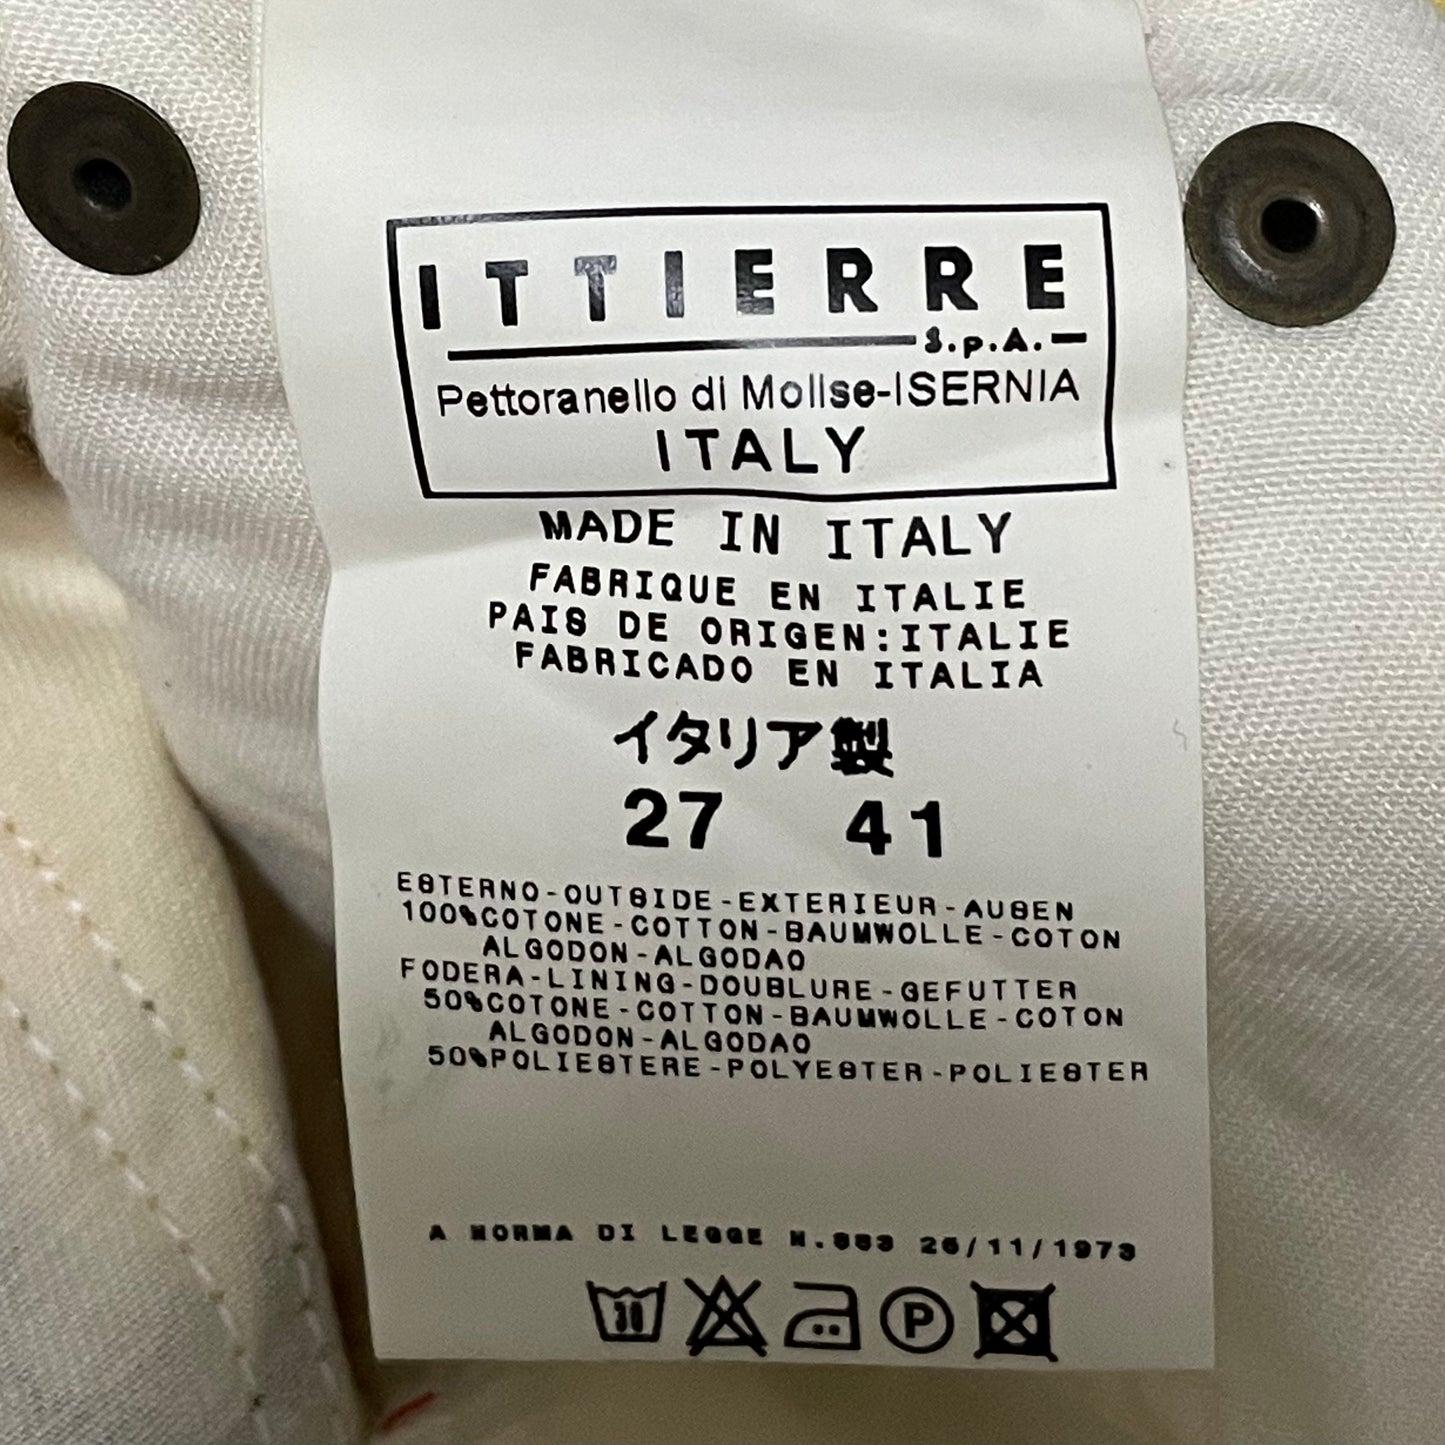 ITTIERRE
S.p.A.
Pettoranello di Molise-ISERNIA
ITALY
MADE IN ITALY
FABRIQUE EN ITALIE
PAIS DE ORIGEN:ITALIE
FABRICADO EN ITALIA
イタリア製
27 41
ESTERNO-OUTSIDE-EXTERIEUR-AUSEN
100%COTONE-COTTON-BAUMWOLLE-COTON
ALGODON-ALGODAO
FODERA-LINING-DOUBLURE-GEFUTTER
50%COTONE-COTTON-BAUMWOLLE-COTON
ALGODON-ALGODAO
50%POLIESTERE-POLYESTER-POLIESTER
A NORMA DI LEGGE N.883 26/11/1973
30 P